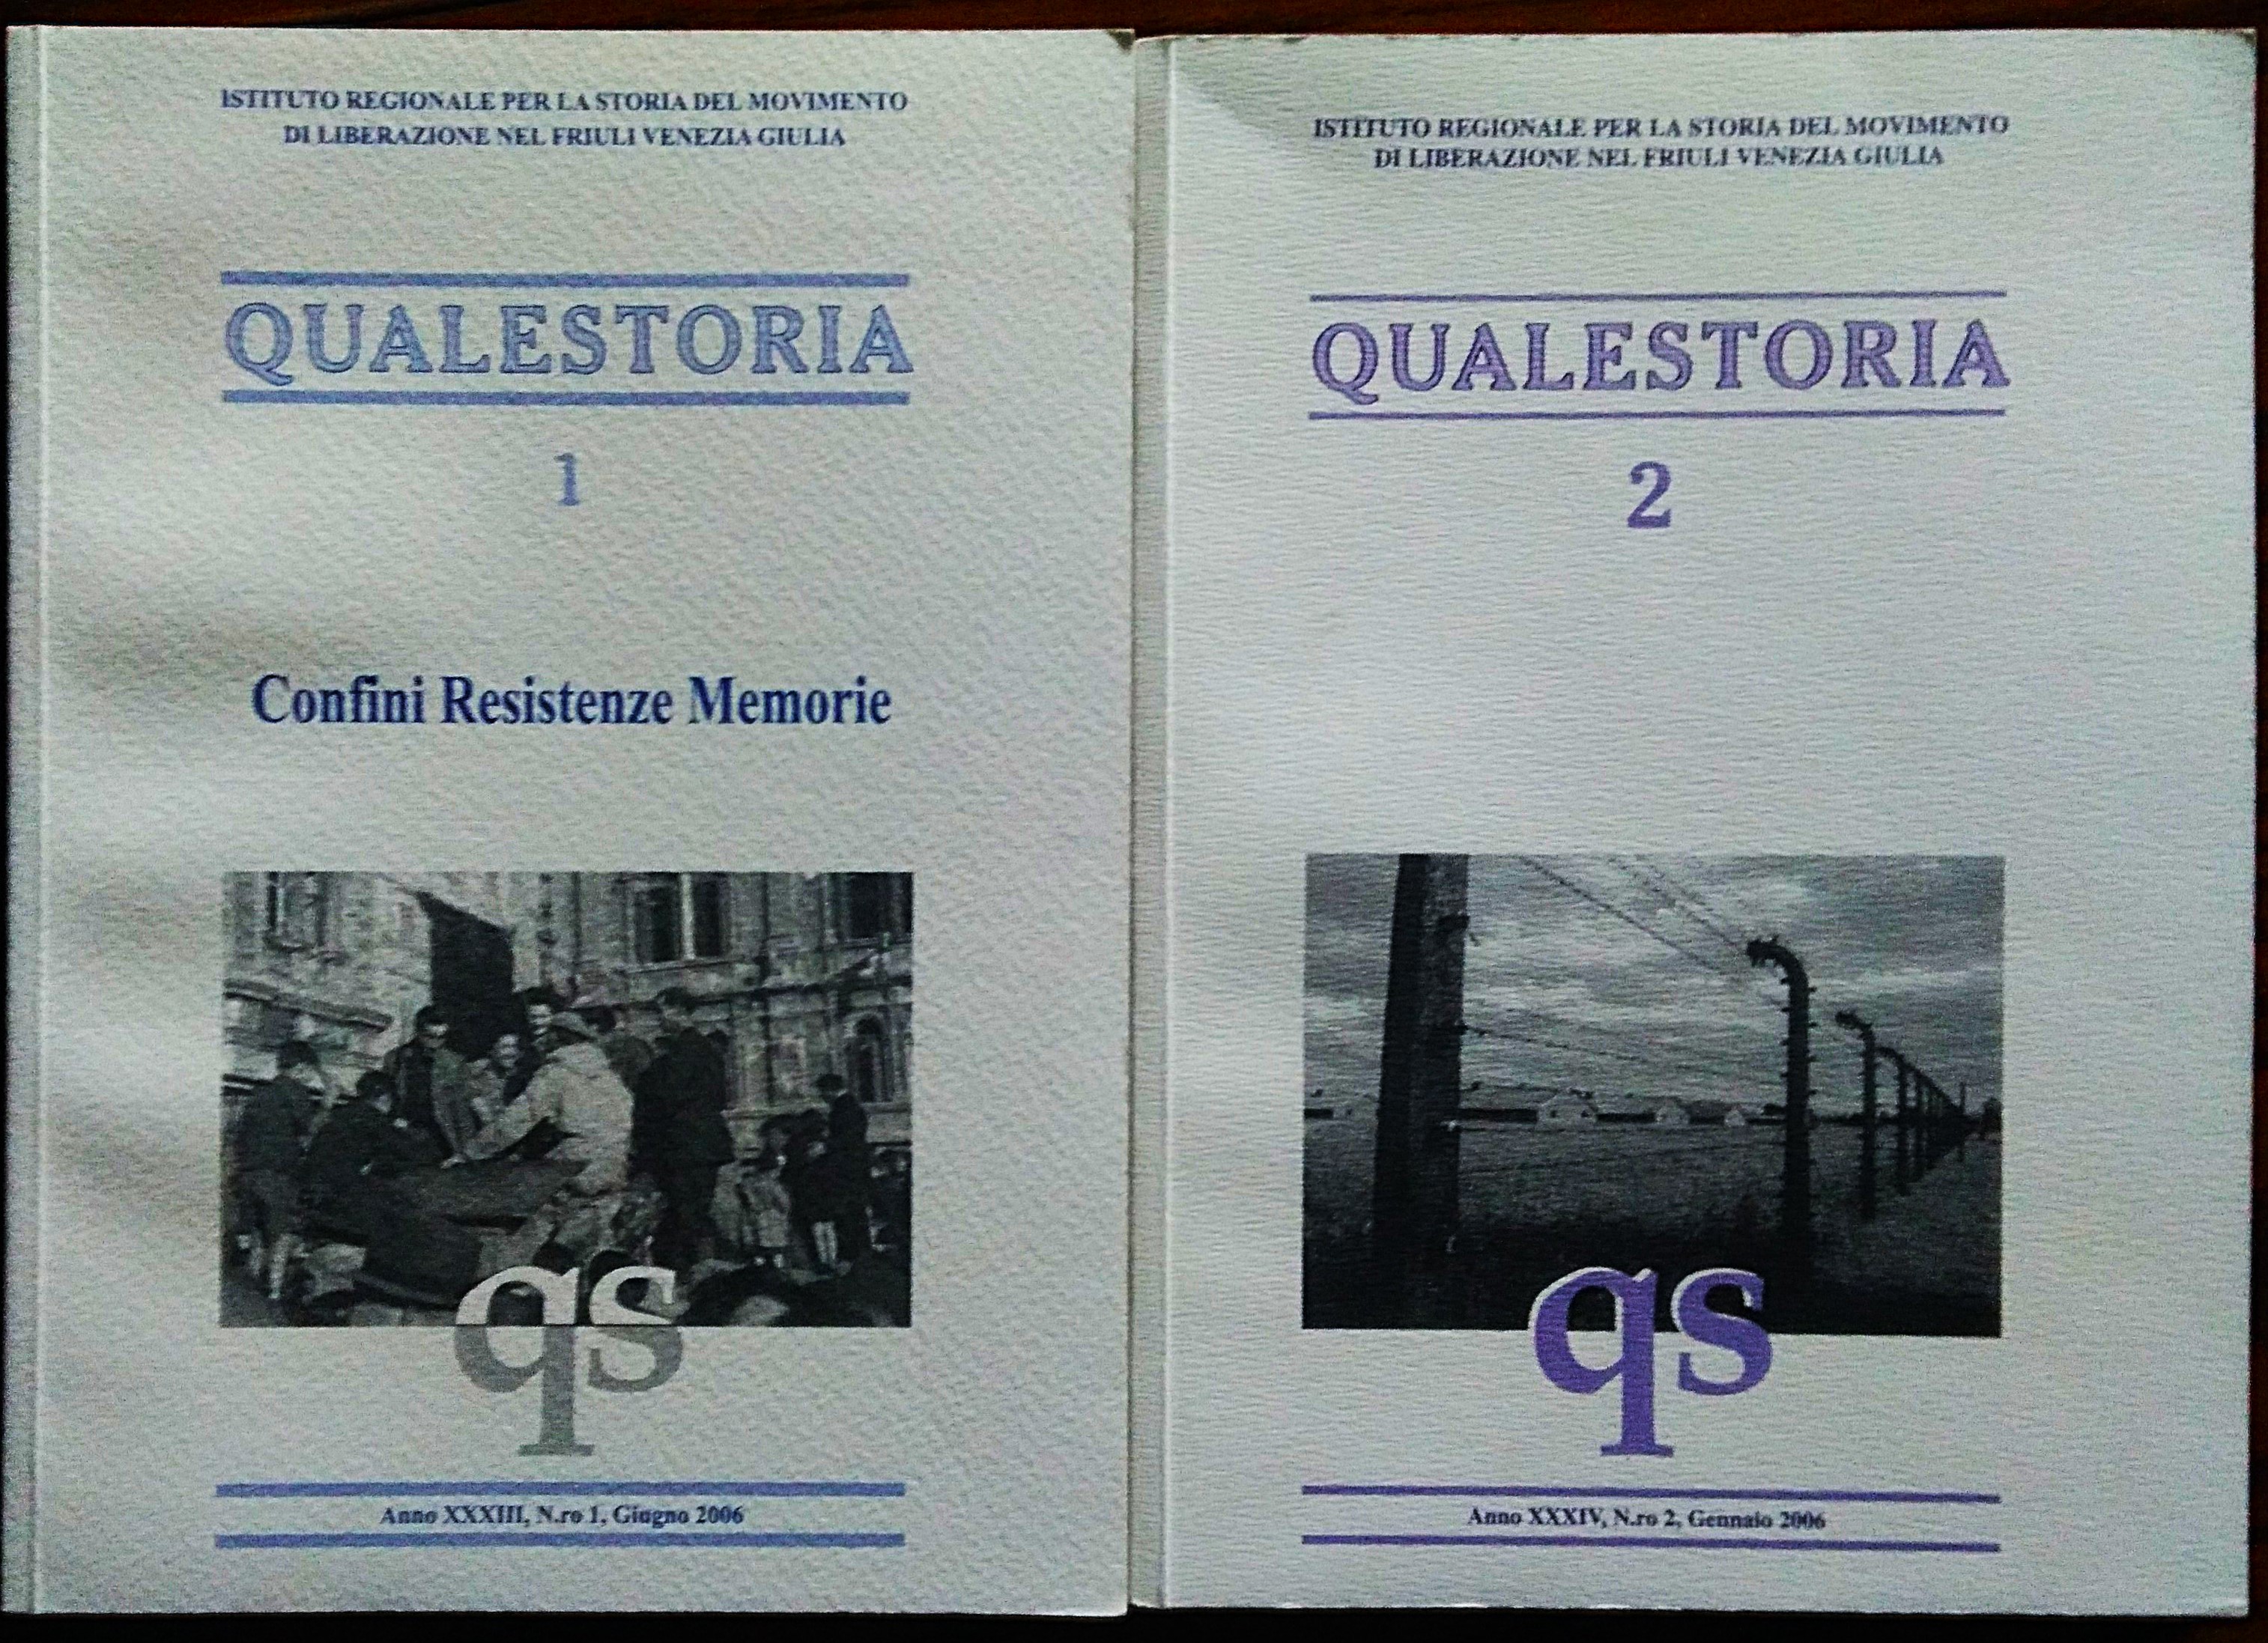 ISTITUTO REGIONALE PER LA STORIA DEL MOVIMENTO
DI LIBERAZIONE NEL FRIULI VENEZIA GIULIA
QUALESTORIA
1
Confini Resistenze Memorie
qs
Anno XXXIII, N.ro 1, Giugno 2006
ISTITUTO REGIONALE PER LA STORIA DEL MOVIMENTO
DI LIBERAZIONE NEL FRIULI VENEZIA GIULIA
QUALESTORIA
2
qs
Anno XXXIV, N.ro 2, Gennaio 2006